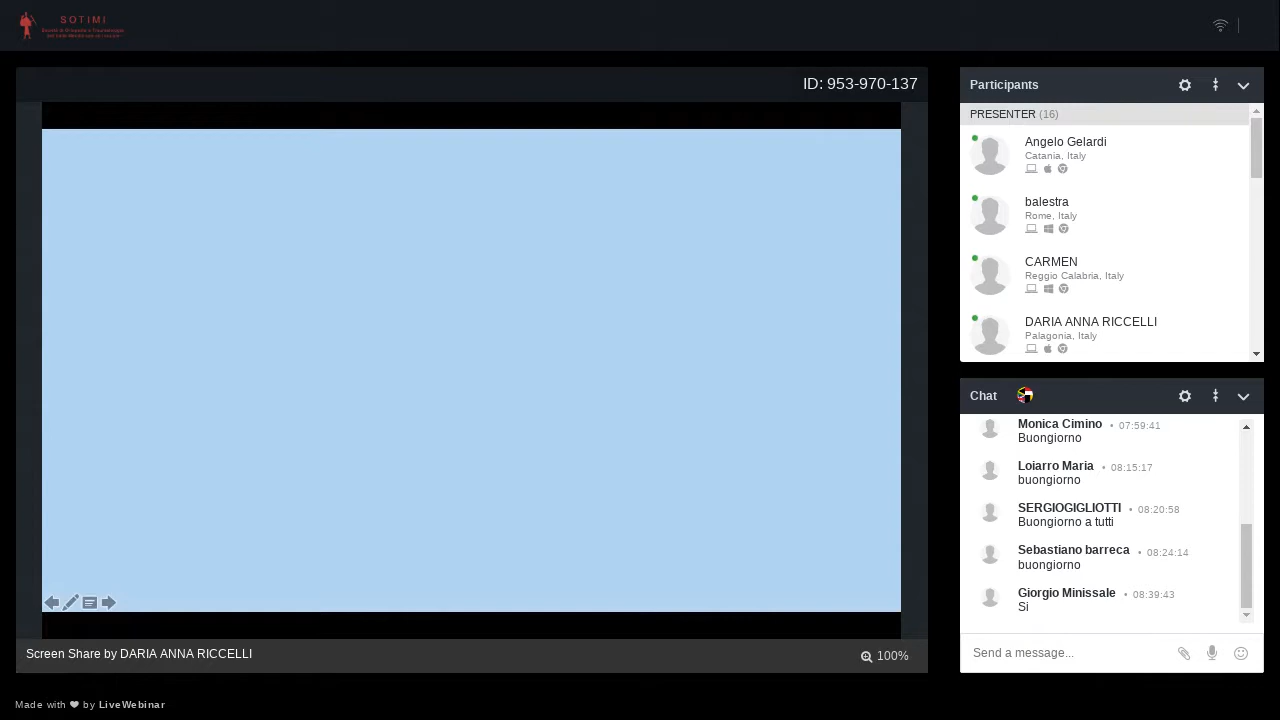 SOTIMI
ID: 953-970-137
Participants
PRESENTER (16)
Angelo Gelardi
Catania, Italy
balestra
Rome, Italy
CARMEN
Reggio Calabria, Italy
DARIA ANNA RICCELLI
Palagonia, Italy
Chat
Monica Cimino • 07:59:41
Buongiorno
Loiarro Maria • 08:15:17
buongiorno
SERGIOGIGLIOTTI • 08:20:58
Buongiorno a tutti
Sebastiano barreca • 08:24:14
buongiorno
Giorgio Minissale • 08:39:43
Si
Send a message...
Screen Share by DARIA ANNA RICCELLI
100%
Made with ❤ by LiveWebinar